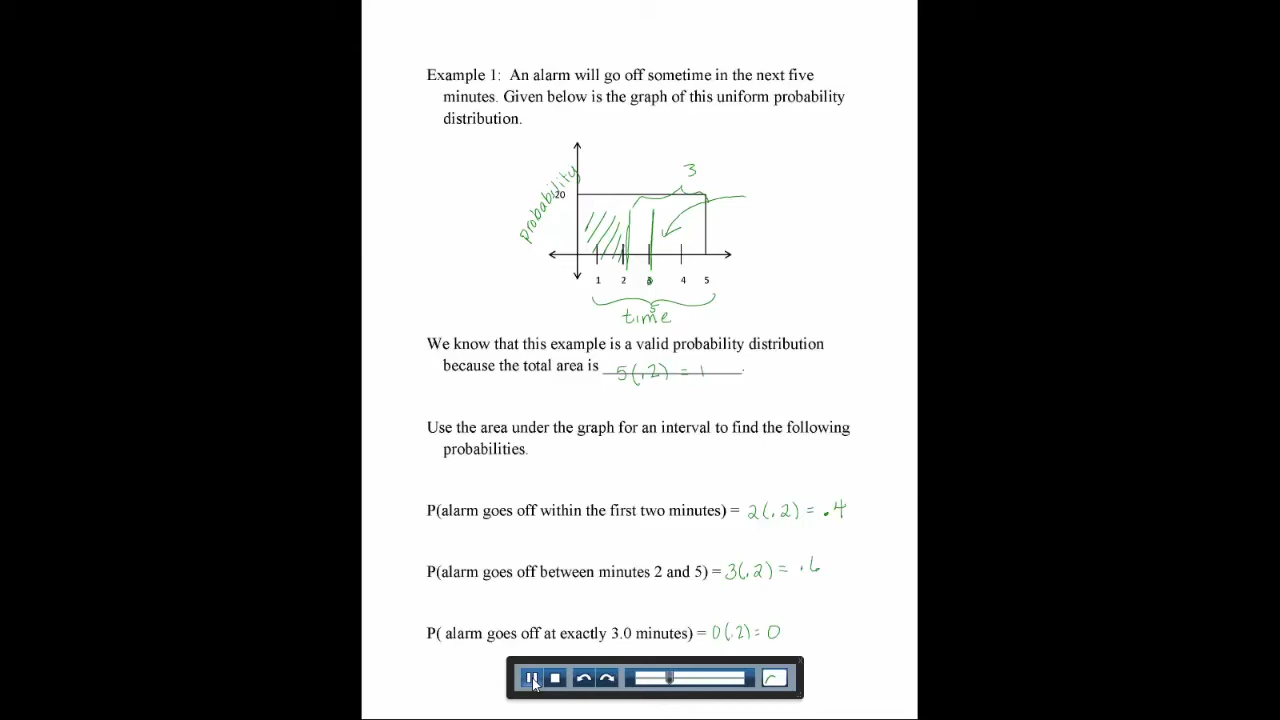 Example 1: An alarm will go off sometime in the next five
minutes. Given below is the graph of this uniform probability
distribution.
3
probability
.20
1 2 3 4 5
5
time
We know that this example is a valid probability distribution
because the total area is 5(.2) = 1.
Use the area under the graph for an interval to find the following
probabilities.
P(alarm goes off within the first two minutes) = 2(.2) = .4
P(alarm goes off between minutes 2 and 5) = 3(.2) = .6
P( alarm goes off at exactly 3.0 minutes) = 0(.2) = 0